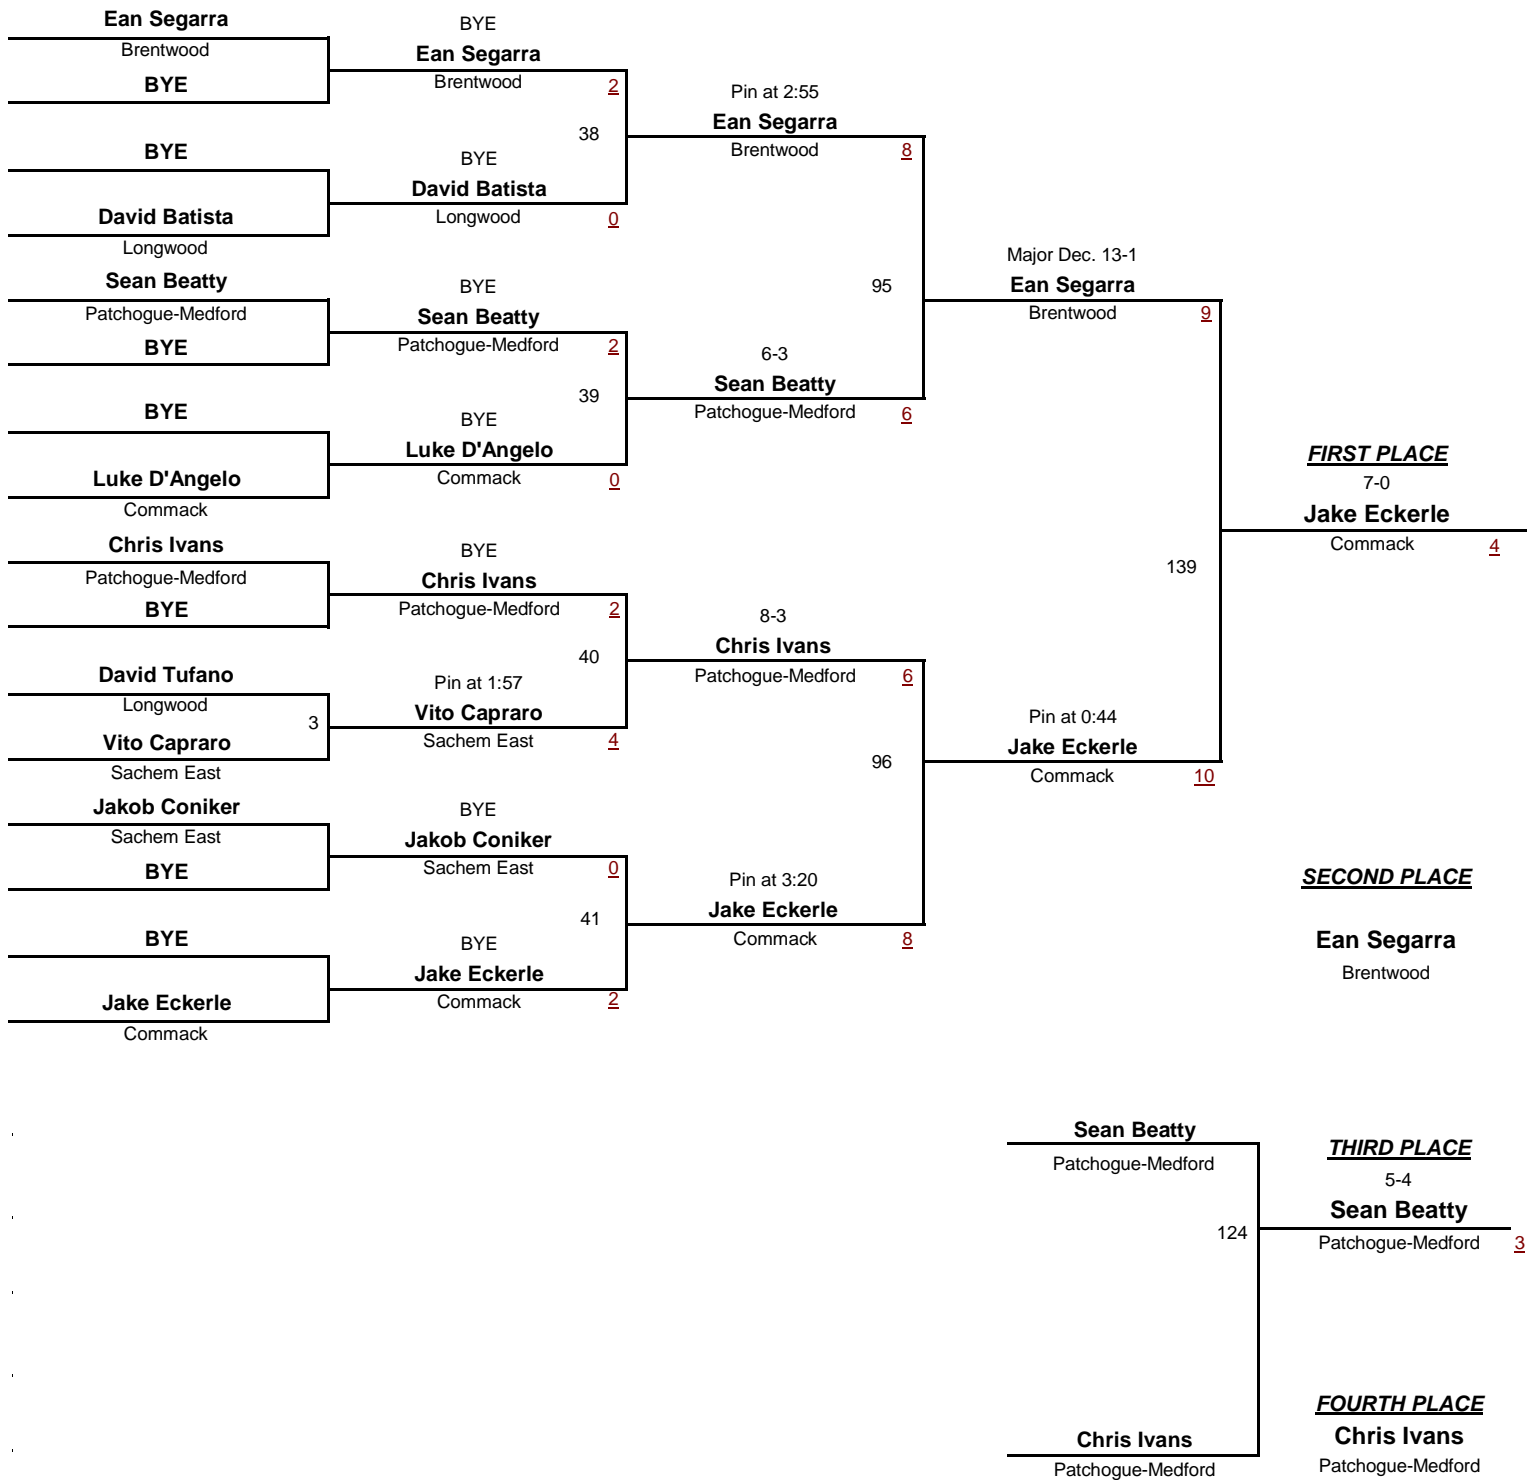 Ean Segarra
Brentwood
BYE
BYE
David Batista
Longwood
Sean Beatty
Patchogue-Medford
BYE
BYE
Luke D'Angelo
Commack
Chris Ivans
Patchogue-Medford
BYE
David Tufano
Longwood
3
Vito Capraro
Sachem East
Jakob Coniker
Sachem East
BYE
BYE
Jake Eckerle
Commack
BYE
Ean Segarra
Brentwood 2
38
BYE
David Batista
Longwood 0
BYE
Sean Beatty
Patchogue-Medford 2
39
BYE
Luke D'Angelo
Commack 0
BYE
Chris Ivans
Patchogue-Medford 2
40
Pin at 1:57
Vito Capraro
Sachem East 4
BYE
Jakob Coniker
Sachem East 0
41
BYE
Jake Eckerle
Commack 2
Pin at 2:55
Ean Segarra
Brentwood 8
95
6-3
Sean Beatty
Patchogue-Medford 6
8-3
Chris Ivans
Patchogue-Medford 6
96
Pin at 3:20
Jake Eckerle
Commack 8
Major Dec. 13-1
Ean Segarra
Brentwood 9
139
Pin at 0:44
Jake Eckerle
Commack 10
FIRST PLACE
7-0
Jake Eckerle
Commack 4
SECOND PLACE
Ean Segarra
Brentwood
Sean Beatty
Patchogue-Medford
124
Chris Ivans
Patchogue-Medford
THIRD PLACE
5-4
Sean Beatty
Patchogue-Medford 3
FOURTH PLACE
Chris Ivans
Patchogue-Medford